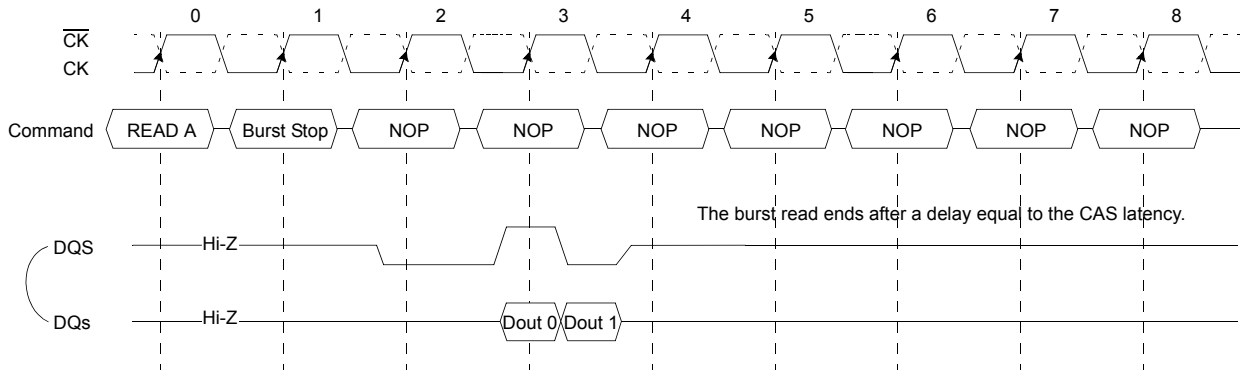 0 1 2 3 4 5 6 7 8
CK
CK
Command READ A Burst Stop NOP NOP NOP NOP NOP NOP NOP
The burst read ends after a delay equal to the CAS latency.
DQS Hi-Z
DQs Hi-Z Dout 0 Dout 1